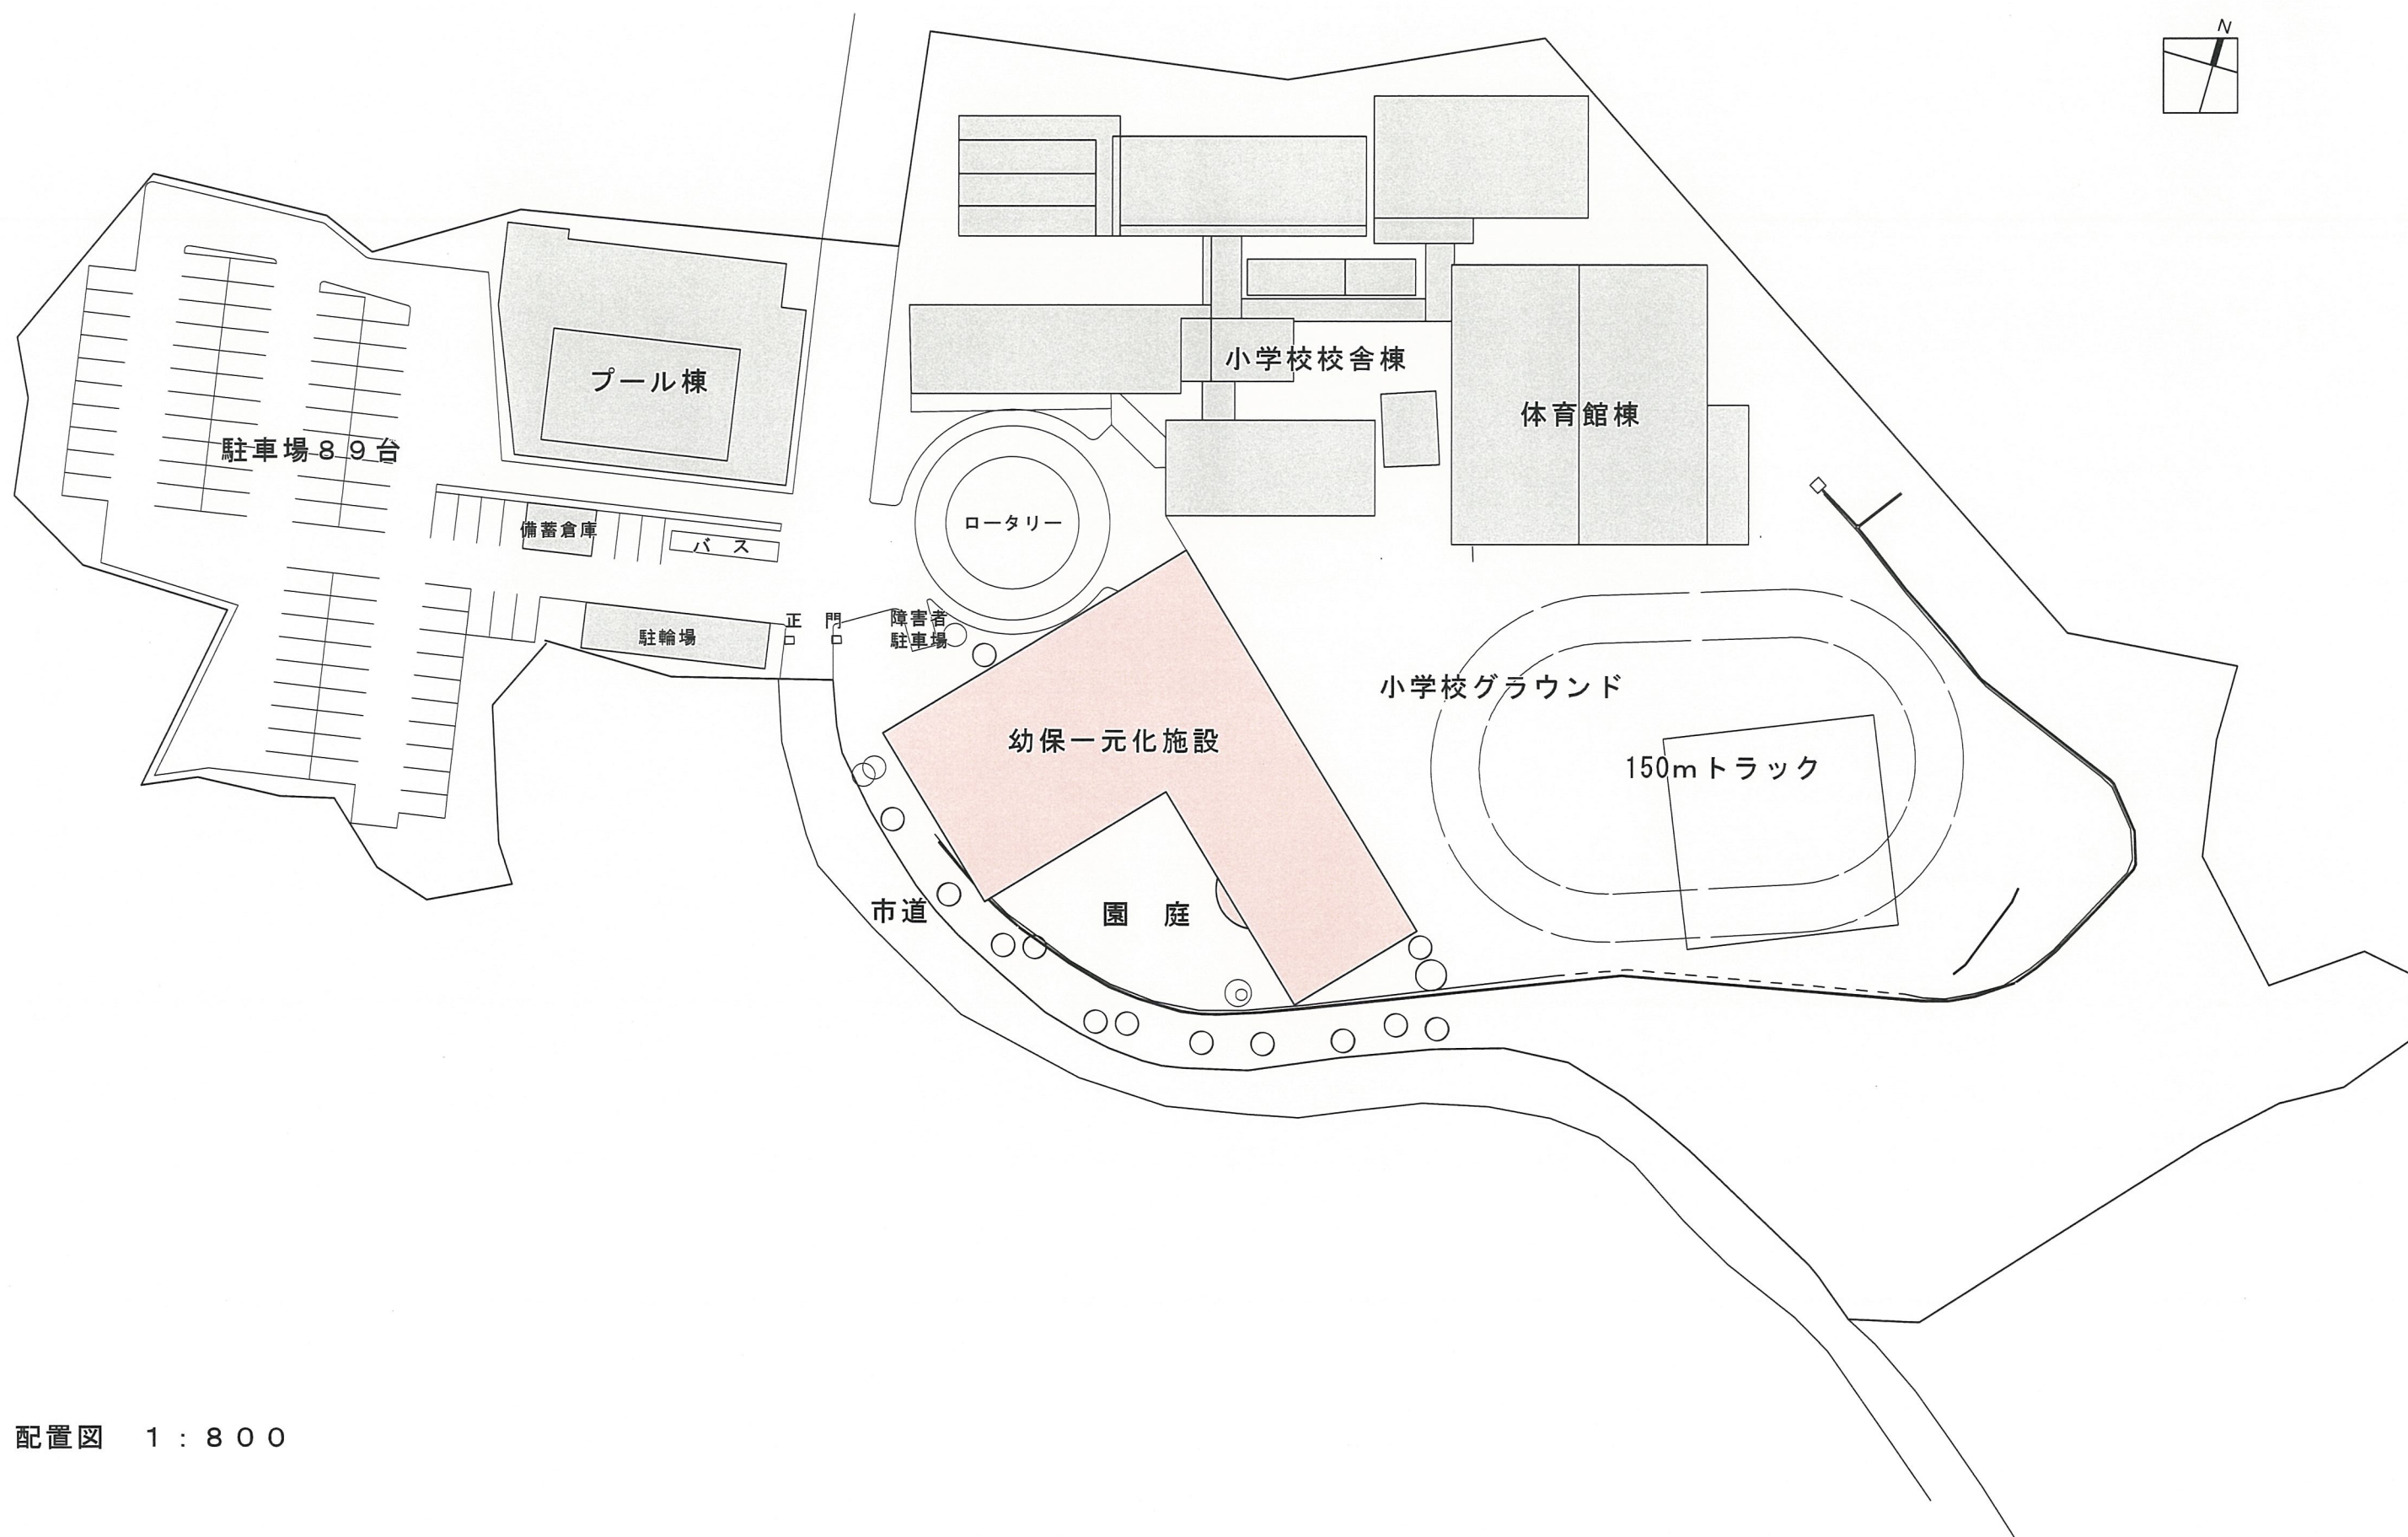 N
小学校校舎棟
プール棟
体育館棟
駐車場８９台
ロータリー
備蓄倉庫
バ　ス
正　門
障害者
駐車場
駐輪場
小学校グラウンド
幼保一元化施設
150mトラック
市道
園　庭
配置図　１：８００